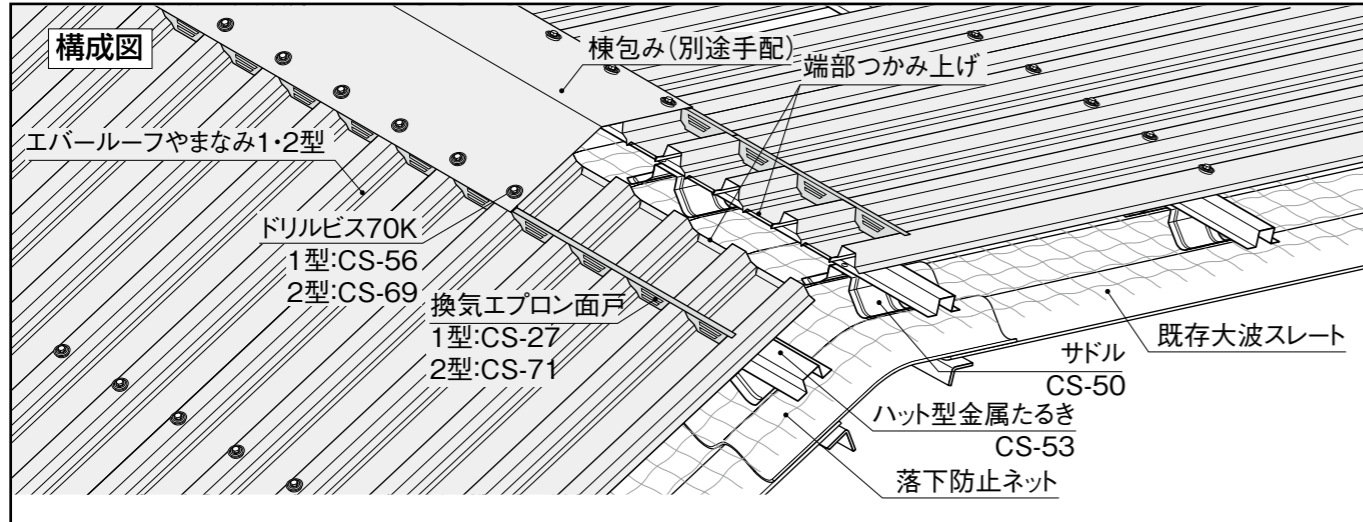 構成図
棟包み(別途手配)
端部つかみ上げ
エバールーフやまなみ1・2型
ドリルビス70K
1型:CS-56
2型:CS-69
換気エプロン面戸
1型:CS-27
2型:CS-71
既存大波スレート
サドル
CS-50
ハット型金属たるき
CS-53
落下防止ネット